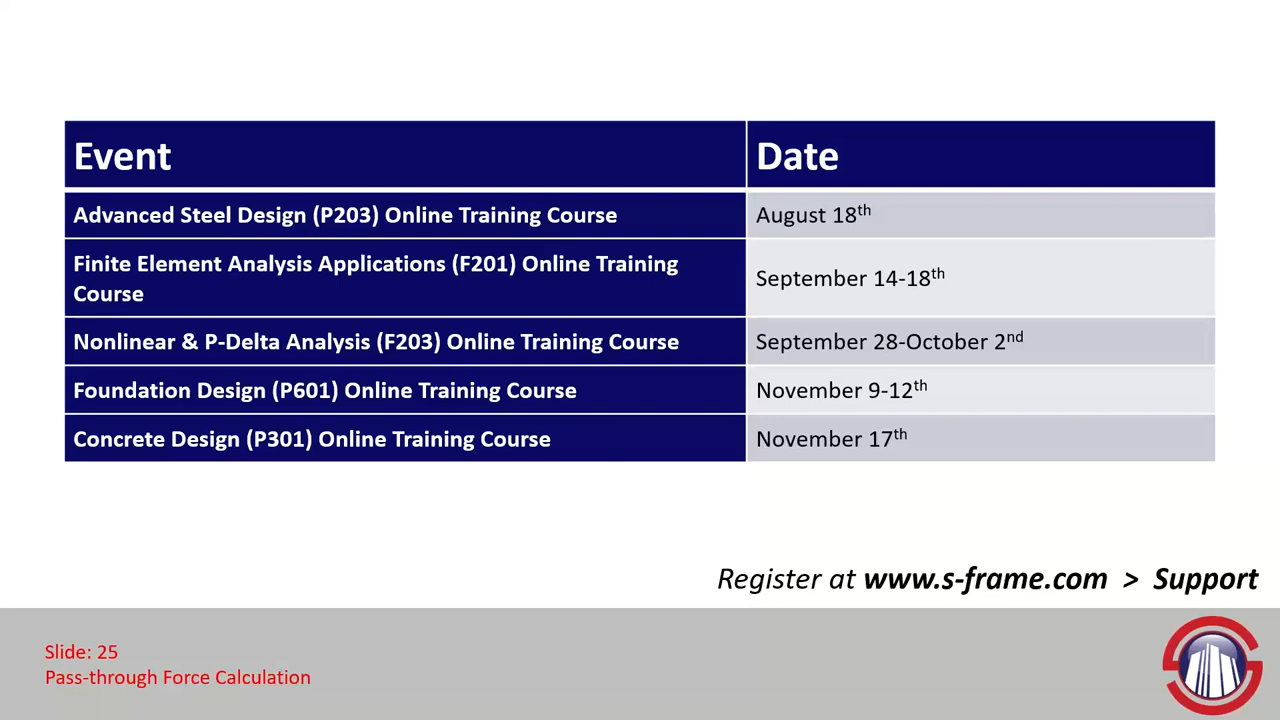 Event
Date
Advanced Steel Design (P203) Online Training Course
August 18th
Finite Element Analysis Applications (F201) Online Training
Course
September 14-18th
Nonlinear & P-Delta Analysis (F203) Online Training Course
September 28-October 2nd
Foundation Design (P601) Online Training Course
November 9-12th
Concrete Design (P301) Online Training Course
November 17th
Register at www.s-frame.com > Support
Slide: 25
Pass-through Force Calculation